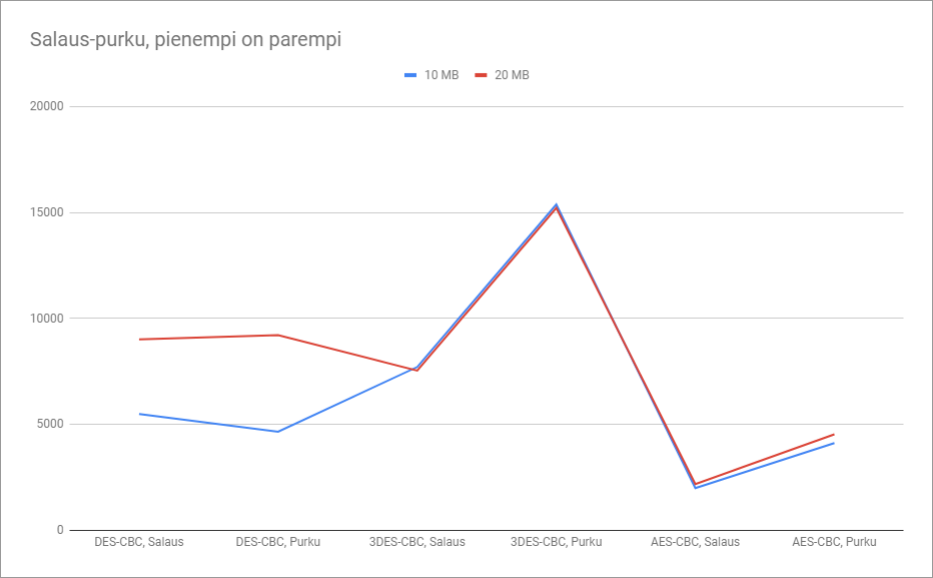 Salaus-purku, pienempi on parempi
10 MB 20 MB
20000
15000
10000
5000
0
DES-CBC, Salaus DES-CBC, Purku 3DES-CBC, Salaus 3DES-CBC, Purku AES-CBC, Salaus AES-CBC, Purku